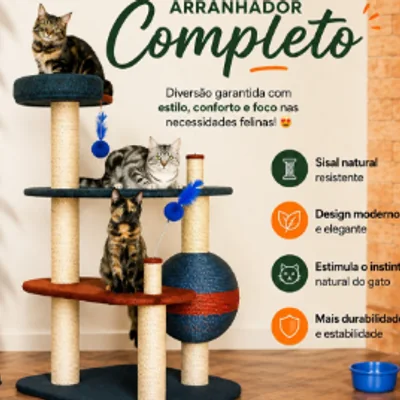 ARRANHADOR
Completo
Diversão garantida com
estilo, conforto e foco nas
necessidades felinas! 😍
Sisal natural
resistente
Design moderno
e elegante
Estimula o instint
natural do gato
Mais durabilidade
e estabilidade